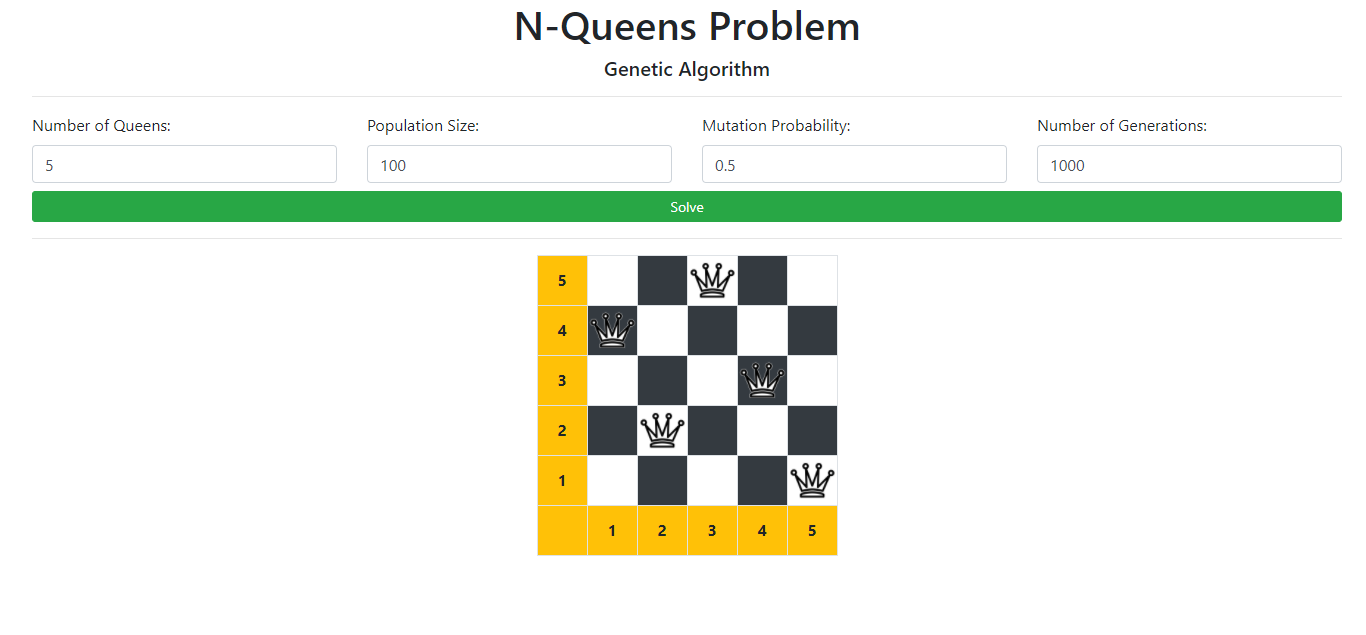 N-Queens Problem
Genetic Algorithm
Number of Queens: Population Size: Mutation Probability: Number of Generations:
5 100 0.5 1000
Solve
5
4
3
2
1
1 2 3 4 5